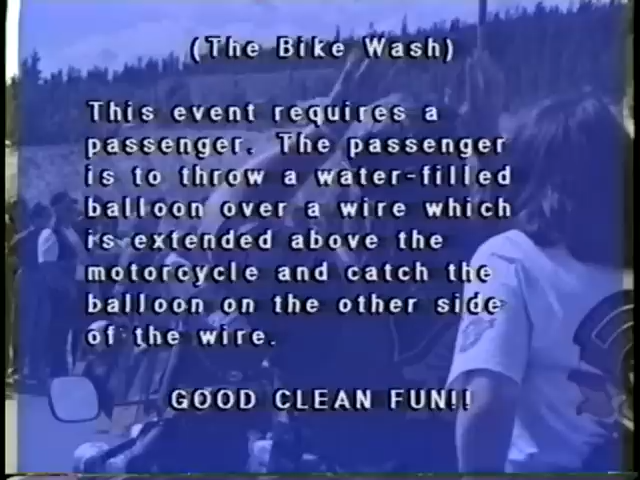 (The Bike Wash)
This event requires a
passenger. The passenger
is to throw a water-filled
balloon over a wire which
is extended above the
motorcycle and catch the
balloon on the other side
of the wire.
GOOD CLEAN FUN!!